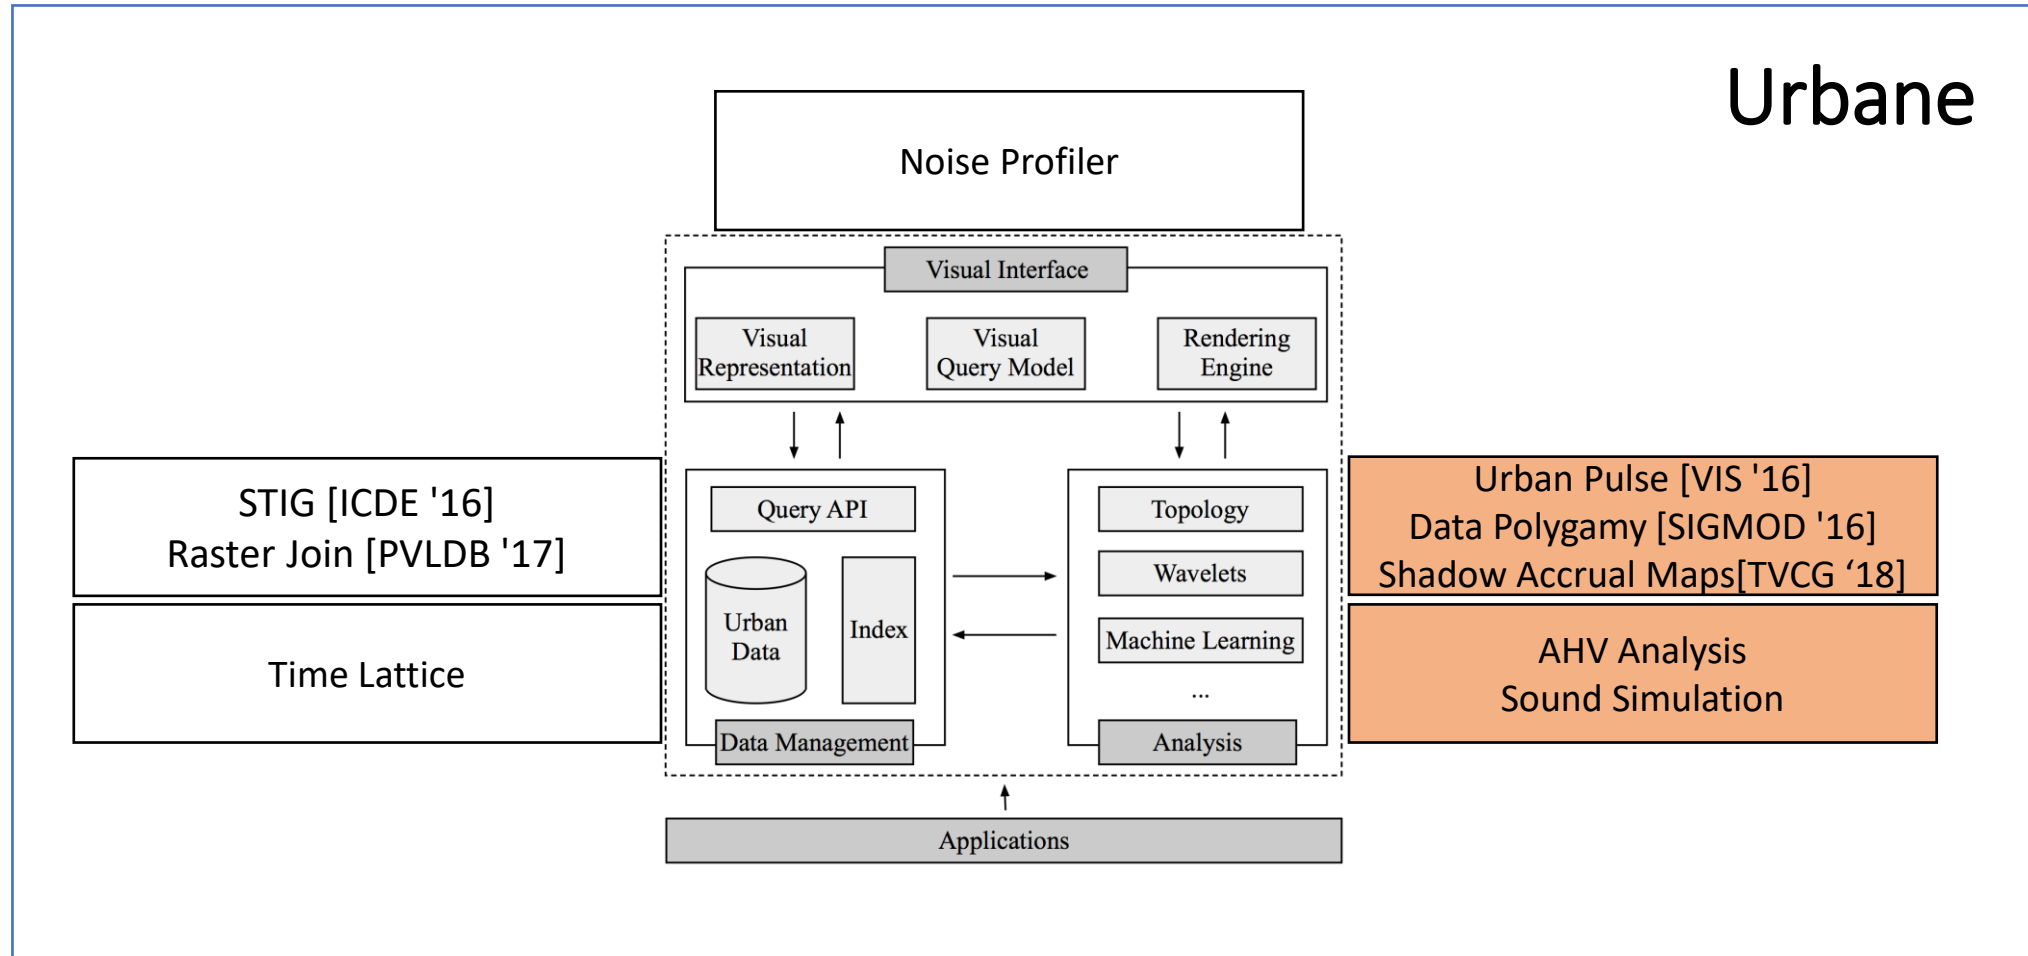 Urbane
Noise Profiler
Visual Interface
Visual
Representation
Visual
Query Model
Rendering
Engine
STIG [ICDE '16]
Raster Join [PVLDB '17]
Time Lattice
Query API
Urban
Data
Index
Data Management
Topology
Wavelets
Machine Learning
...
Analysis
Urban Pulse [VIS '16]
Data Polygamy [SIGMOD '16]
Shadow Accrual Maps[TVCG ‘18]
AHV Analysis
Sound Simulation
Applications